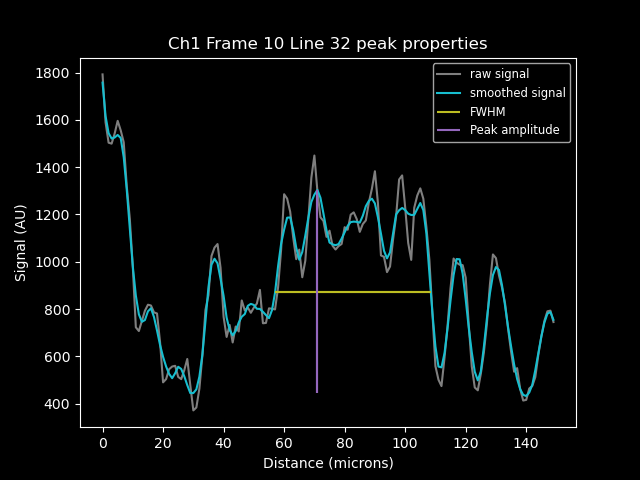 Ch1 Frame 10 Line 32 peak properties
raw signal
smoothed signal
FWHM
Peak amplitude
Signal (AU)
1800
1600
1400
1200
1000
800
600
400
0 20 40 60 80 100 120 140
Distance (microns)